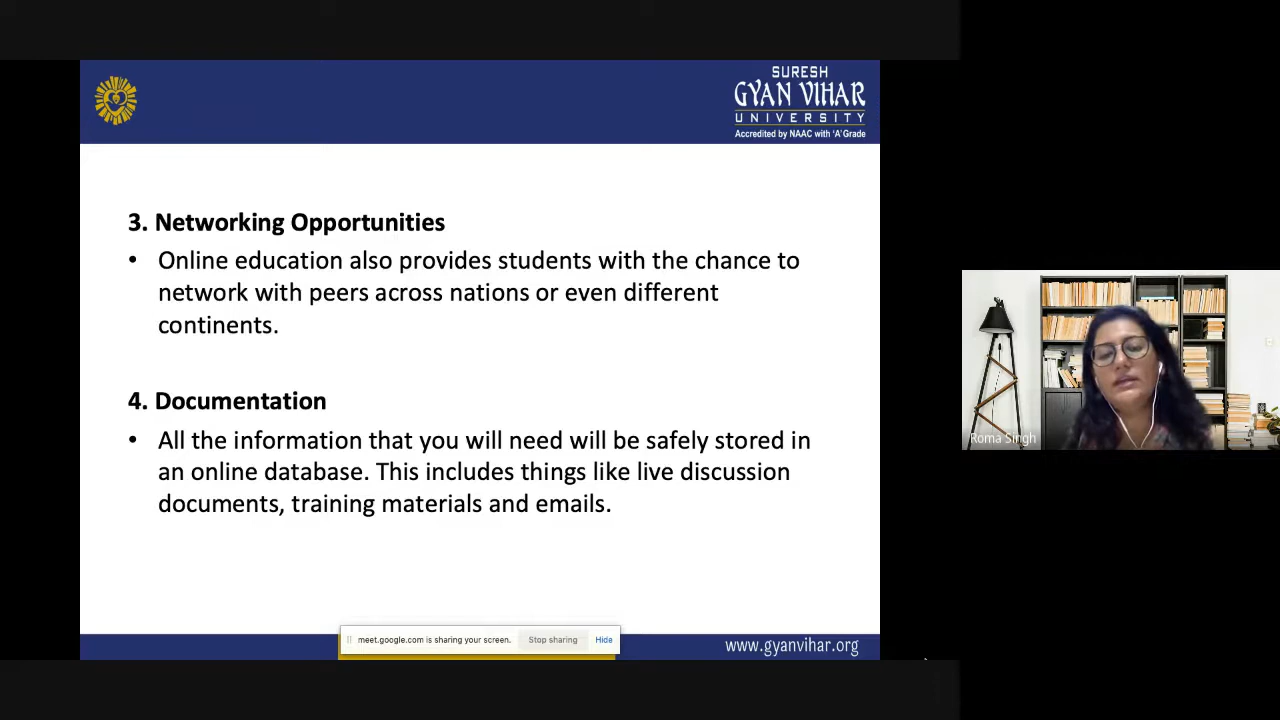 SURESH
GYAN VIHAR
UNIVERSITY
Accredited by NAAC with 'A' Grade
3. Networking Opportunities
• Online education also provides students with the chance to
network with peers across nations or even different
continents.
4. Documentation
• All the information that you will need will be safely stored in
an online database. This includes things like live discussion
documents, training materials and emails.
Roma Singh
meet.google.com is sharing your screen. Stop sharing Hide
www.gyanvihar.org